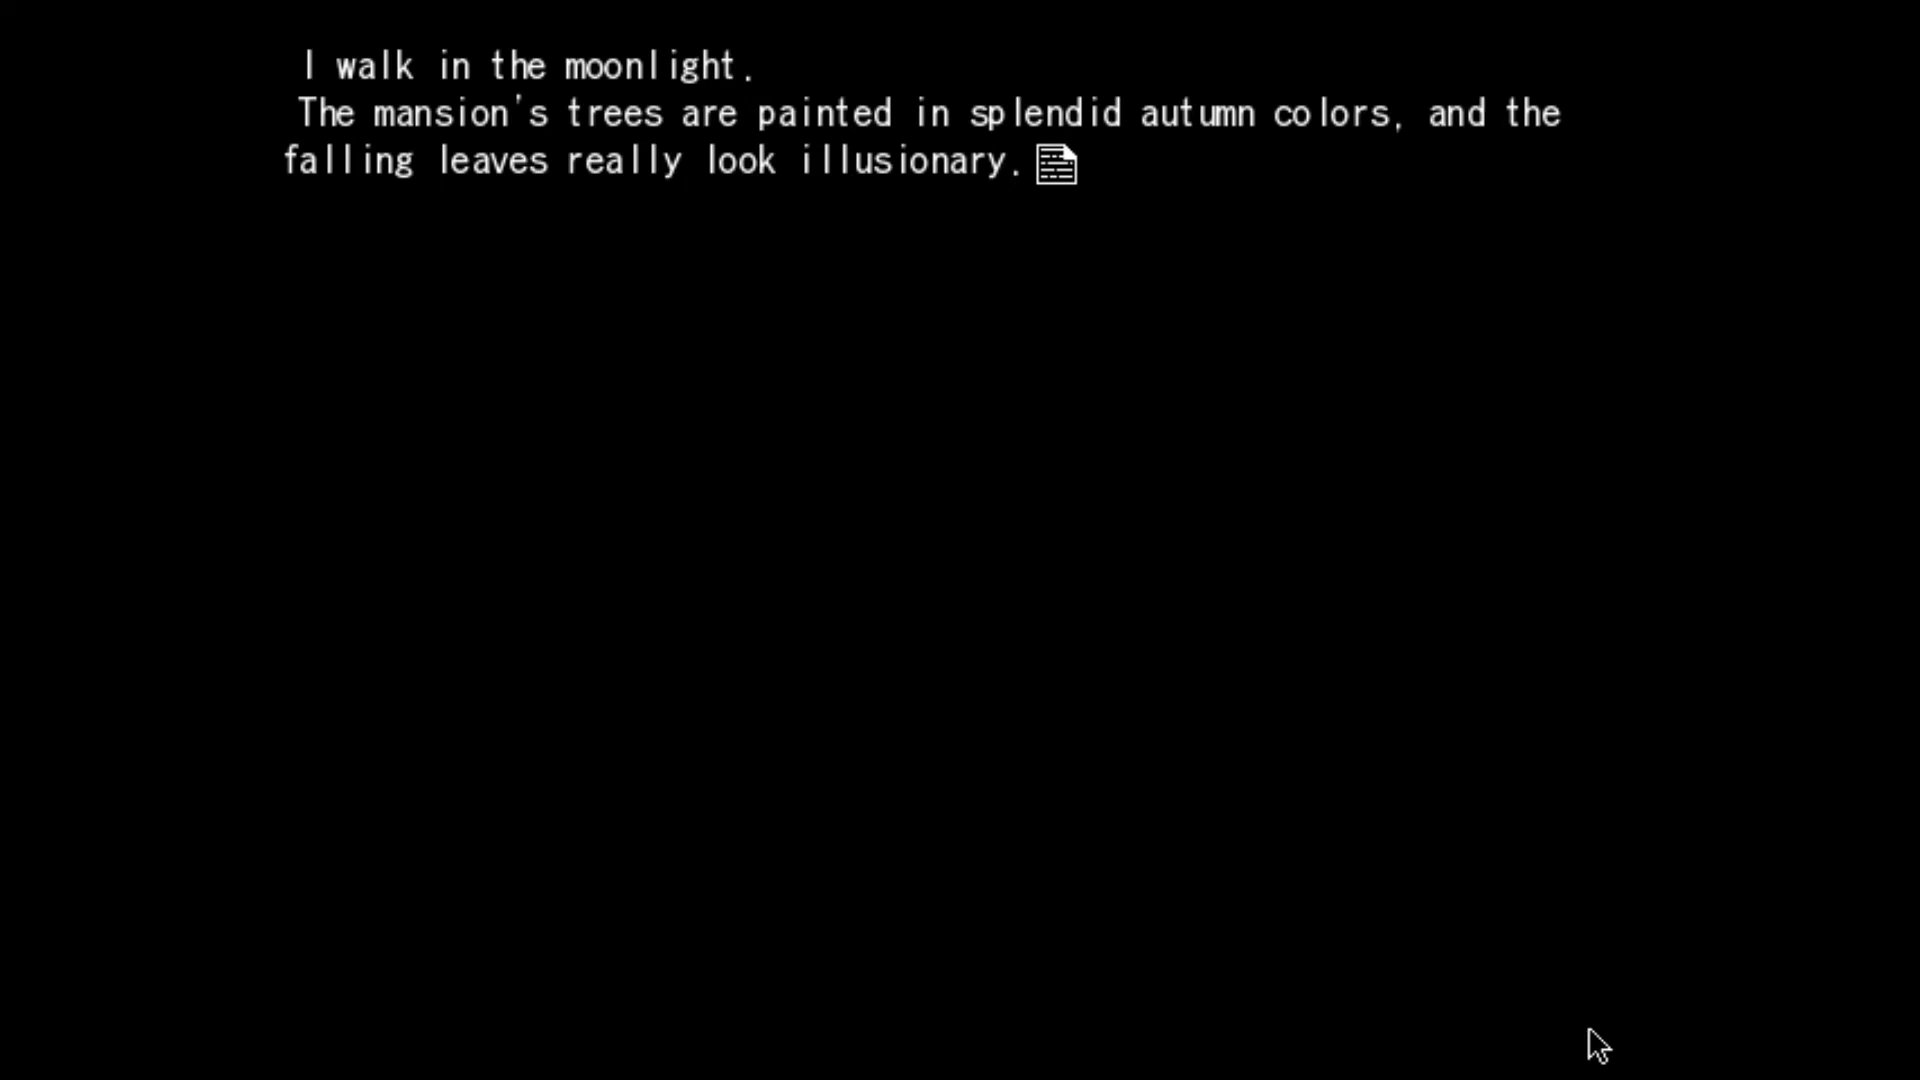 I walk in the moonlight.
The mansion's trees are painted in splendid autumn colors, and the
falling leaves really look illusionary.